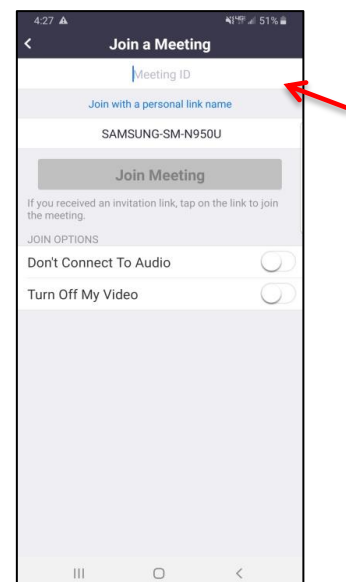 4:27 51%
Join a Meeting
Meeting ID
Join with a personal link name
SAMSUNG-SM-N950U
Join Meeting
If you received an invitation link, tap on the link to join
the meeting.
JOIN OPTIONS
Don't Connect To Audio
Turn Off My Video